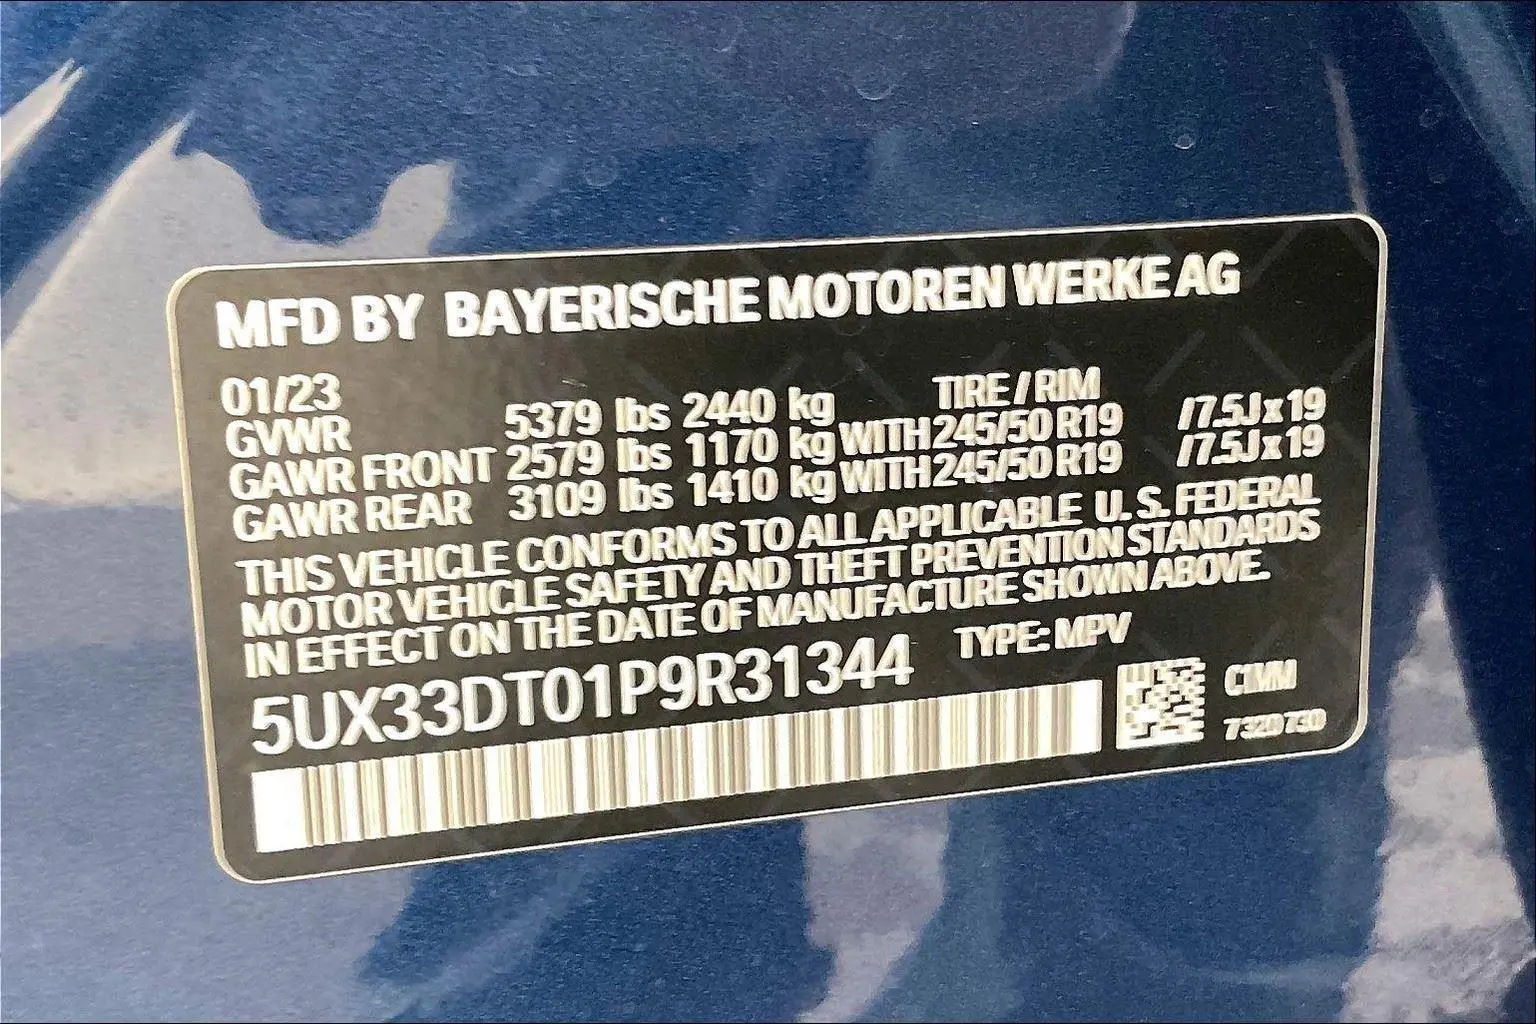 MFD BY BAYERISCHE MOTOREN WERKE AG
01/23 TIRE / RIM
GVWR 5379 lbs 2440 kg
GAWR FRONT 2579 lbs 1170 kg WITH 245/50 R19 /7.5Jx19
GAWR REAR 3109 lbs 1410 kg WITH 245/50 R19 /7.5Jx19
THIS VEHICLE CONFORMS TO ALL APPLICABLE U. S. FEDERAL
MOTOR VEHICLE SAFETY AND THEFT PREVENTION STANDARDS
IN EFFECT ON THE DATE OF MANUFACTURE SHOWN ABOVE.
5UX33DT01P9R31344 TYPE: MPV
C1MM
7320730